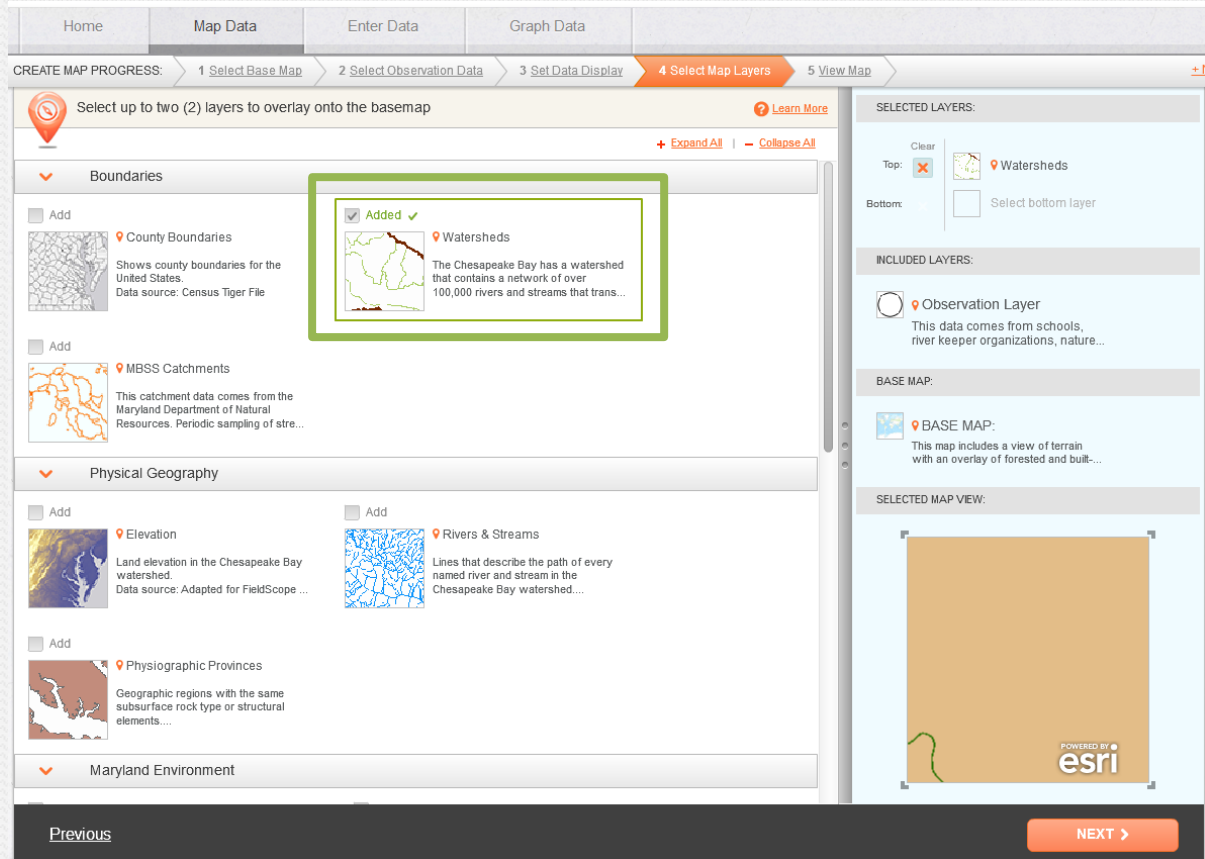 Home Map Data Enter Data Graph Data
CREATE MAP PROGRESS: 1 Select Base Map 2 Select Observation Data 3 Set Data Display 4 Select Map Layers 5 View Map +
Select up to two (2) layers to overlay onto the basemap
? Learn More
+ Expand All | − Collapse All
Boundaries
Add
County Boundaries
Shows county boundaries for the
United States.
Data source: Census Tiger File
Added
Watersheds
The Chesapeake Bay has a watershed
that contains a network of over
100,000 rivers and streams that trans...
Add
MBSS Catchments
This catchment data comes from the
Maryland Department of Natural
Resources. Periodic sampling of stre...
Physical Geography
Add
Elevation
Land elevation in the Chesapeake Bay
watershed.
Data source: Adapted for FieldScope ...
Add
Rivers & Streams
Lines that describe the path of every
named river and stream in the
Chesapeake Bay watershed....
Add
Physiographic Provinces
Geographic regions with the same
subsurface rock type or structural
elements....
Maryland Environment
SELECTED LAYERS:
Clear
Top: Watersheds
Bottom: Select bottom layer
INCLUDED LAYERS:
Observation Layer
This data comes from schools,
river keeper organizations, nature...
BASE MAP:
BASE MAP:
This map includes a view of terrain
with an overlay of forested and built-...
SELECTED MAP VIEW:
POWERED BY
esri
Previous
NEXT